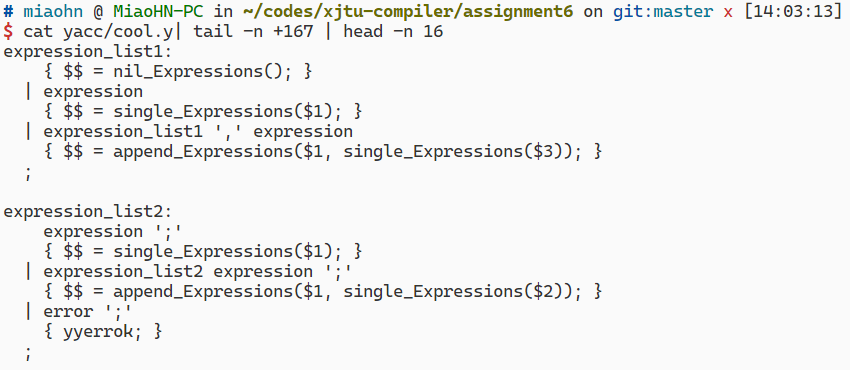 # miaohn @ MiaoHN-PC in ~/codes/xjtu-compiler/assignment6 on git:master x [14:03:13]
$ cat yacc/cool.y| tail -n +167 | head -n 16
expression_list1:
    { $$ = nil_Expressions(); }
  | expression
    { $$ = single_Expressions($1); }
  | expression_list1 ',' expression
    { $$ = append_Expressions($1, single_Expressions($3)); }
  ;

expression_list2:
    expression ';'
    { $$ = single_Expressions($1); }
  | expression_list2 expression ';'
    { $$ = append_Expressions($1, single_Expressions($2)); }
  | error ';'
    { yyerrok; }
  ;